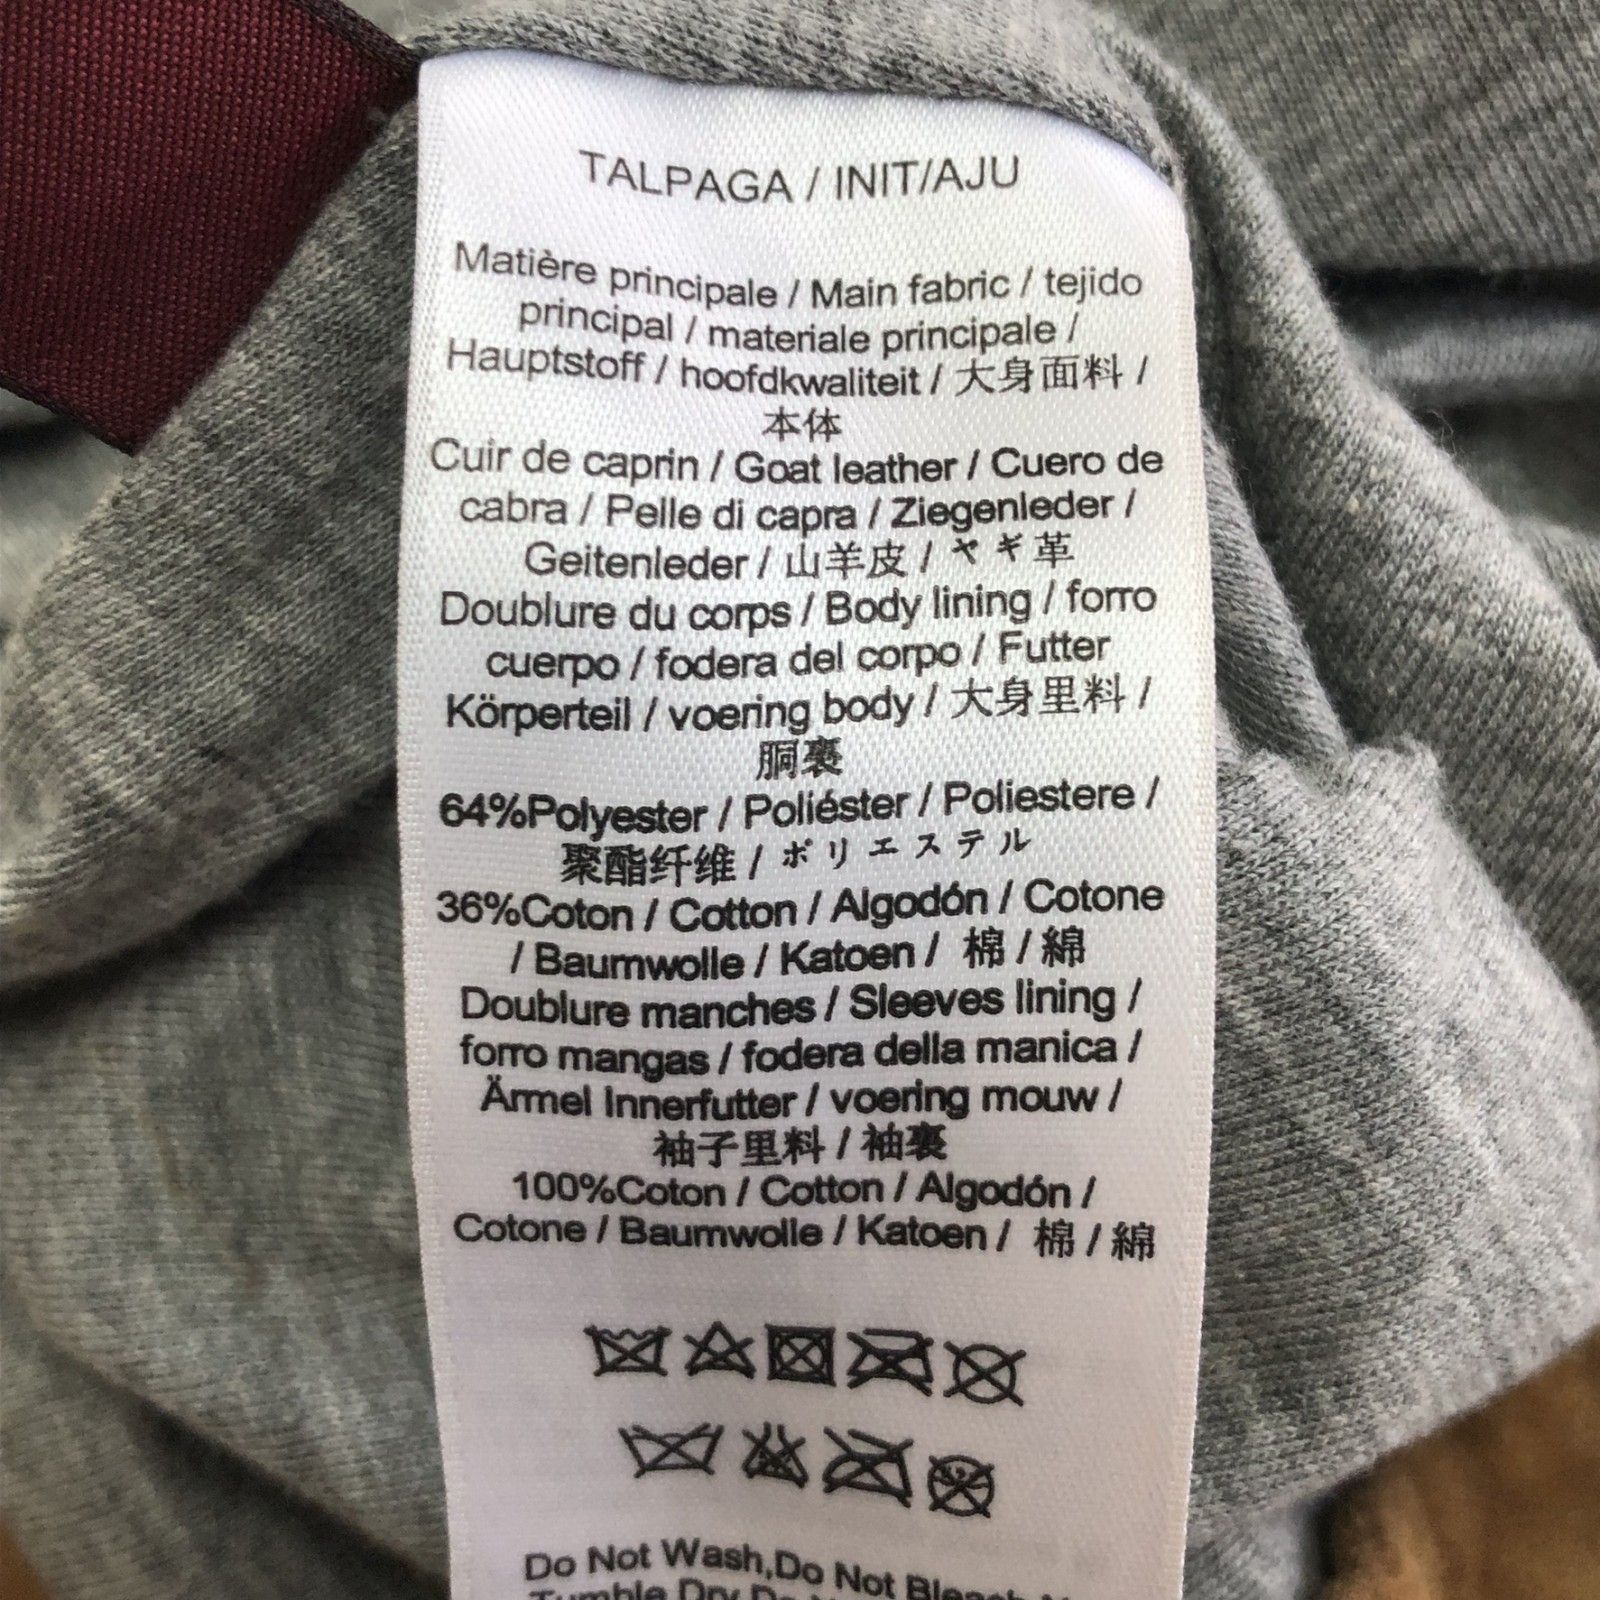 TALPAGA / INIT/AJU
Matière principale / Main fabric / tejido
principal / materiale principale /
Hauptstoff / hoofdkwaliteit / 大身面料 /
本体
Cuir de caprin / Goat leather / Cuero de
cabra / Pelle di capra / Ziegenleder /
Geitenleder / 山羊皮 / ヤギ革
Doublure du corps / Body lining / forro
cuerpo / fodera del corpo / Futter
Körperteil / voering body / 大身里料 /
胴裏
64%Polyester / Poliéster / Poliestere /
聚酯纤维 / ポリエステル
36%Coton / Cotton / Algodón / Cotone
/ Baumwolle / Katoen / 棉 / 綿
Doublure manches / Sleeves lining /
forro mangas / fodera della manica /
Ärmel Innerfutter / voering mouw /
袖子里料 / 袖裏
100%Coton / Cotton / Algodón /
Cotone / Baumwolle / Katoen / 棉 / 綿
Do Not Wash,Do Not Bleach
Tumble Dry